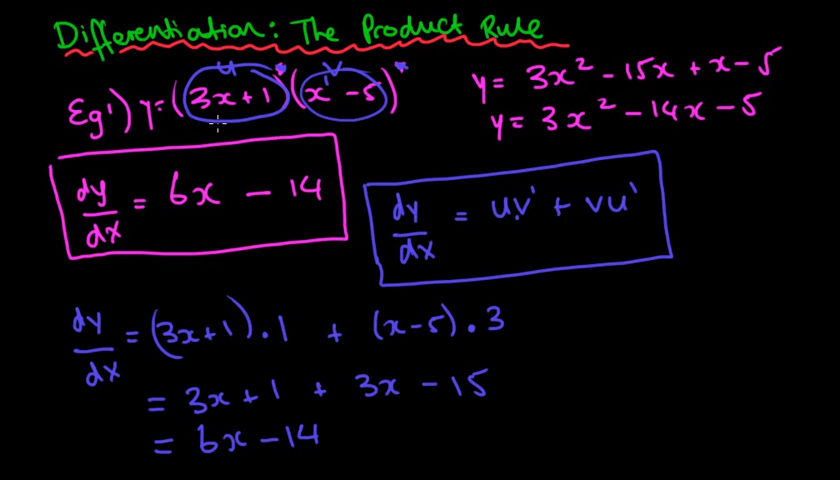 Differentiation: The Product Rule
u v
Eg') y=(3x+1)(x-5)
y= 3x² -15x + x - 5
y= 3x² -14x - 5
dy/dx = 6x - 14
dy/dx = uv' + vu'
dy/dx = (3x+1).1 + (x-5).3
= 3x+1 + 3x -15
= 6x -14